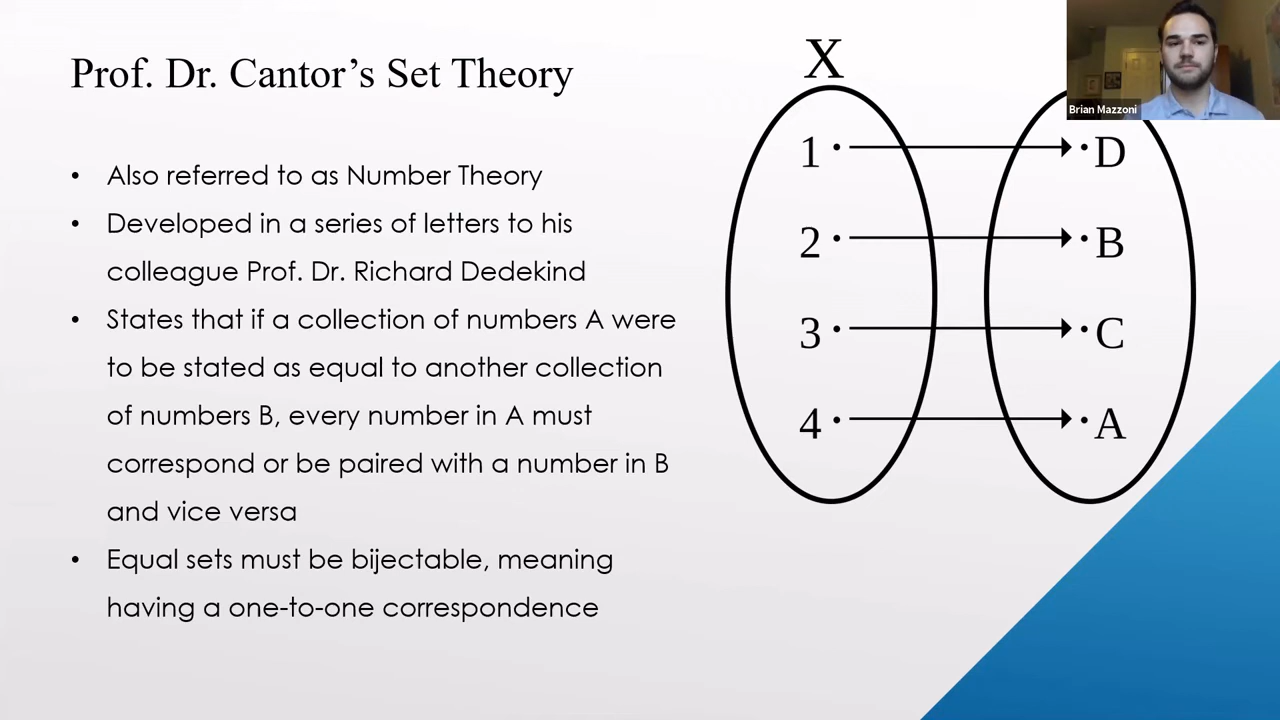 Prof. Dr. Cantor's Set Theory
• Also referred to as Number Theory
• Developed in a series of letters to his
colleague Prof. Dr. Richard Dedekind
• States that if a collection of numbers A were
to be stated as equal to another collection
of numbers B, every number in A must
correspond or be paired with a number in B
and vice versa
• Equal sets must be bijectable, meaning
having a one-to-one correspondence
X
1 D
2 B
3 C
4 A
Brian Mazzoni